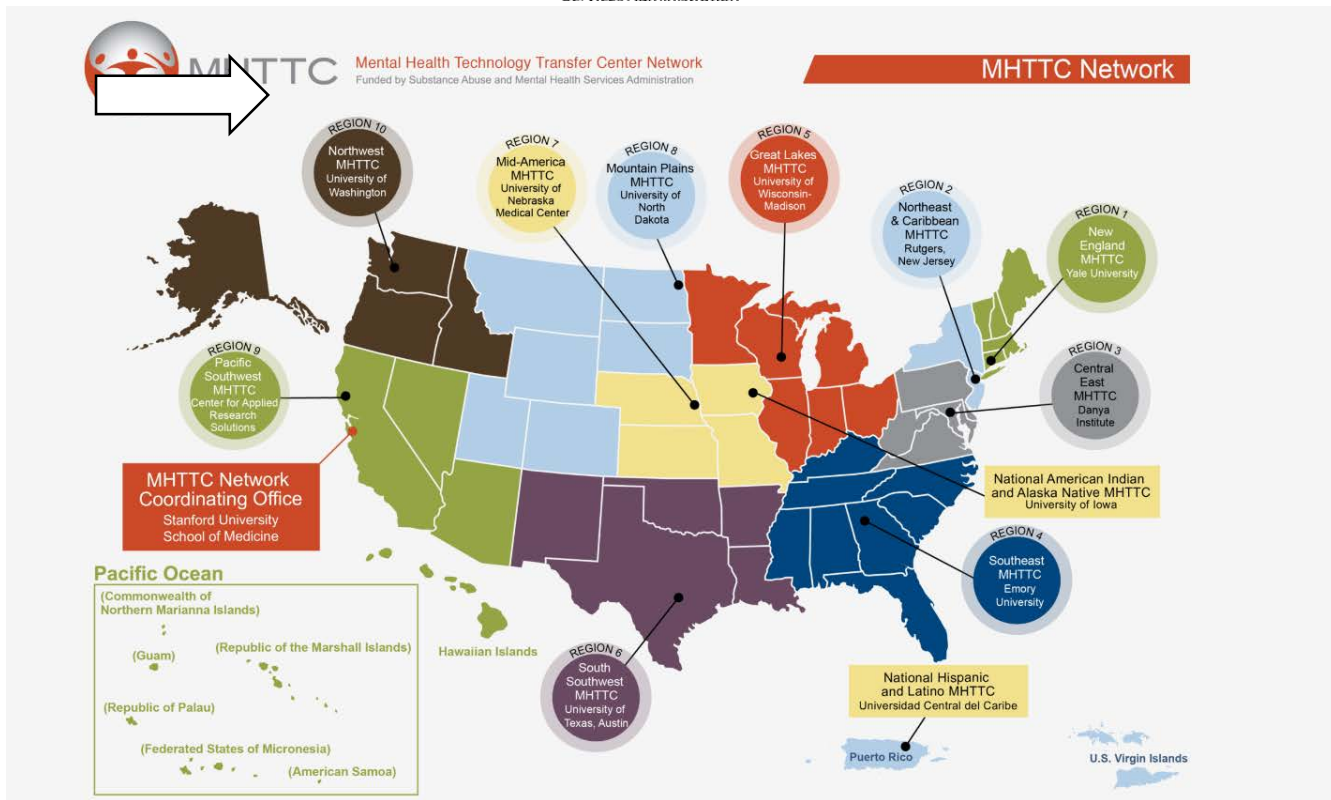 MHTTC
Mental Health Technology Transfer Center Network
Funded by Substance Abuse and Mental Health Services Administration
MHTTC Network
REGION 10
Northwest
MHTTC
University of
Washington
REGION 7
Mid-America
MHTTC
University of
Nebraska
Medical Center
REGION 8
Mountain Plains
MHTTC
University of
North
Dakota
REGION 5
Great Lakes
MHTTC
University of
Wisconsin-
Madison
REGION 2
Northeast
& Caribbean
MHTTC
Rutgers,
New Jersey
REGION 1
New
England
MHTTC
Yale University
REGION 9
Pacific
Southwest
MHTTC
Center for Applied
Research
Solutions
REGION 3
Central
East
MHTTC
Danya
Institute
MHTTC Network
Coordinating Office
Stanford University
School of Medicine
National American Indian
and Alaska Native MHTTC
University of Iowa
REGION 4
Southeast
MHTTC
Emory
University
Pacific Ocean
(Commonwealth of
Northern Marianna Islands)
(Guam)
(Republic of the Marshall Islands)
(Republic of Palau)
(Federated States of Micronesia)
(American Samoa)
Hawaiian Islands
REGION 6
South
Southwest
MHTTC
University of
Texas, Austin
National Hispanic
and Latino MHTTC
Universidad Central del Caribe
Puerto Rico
U.S. Virgin Islands